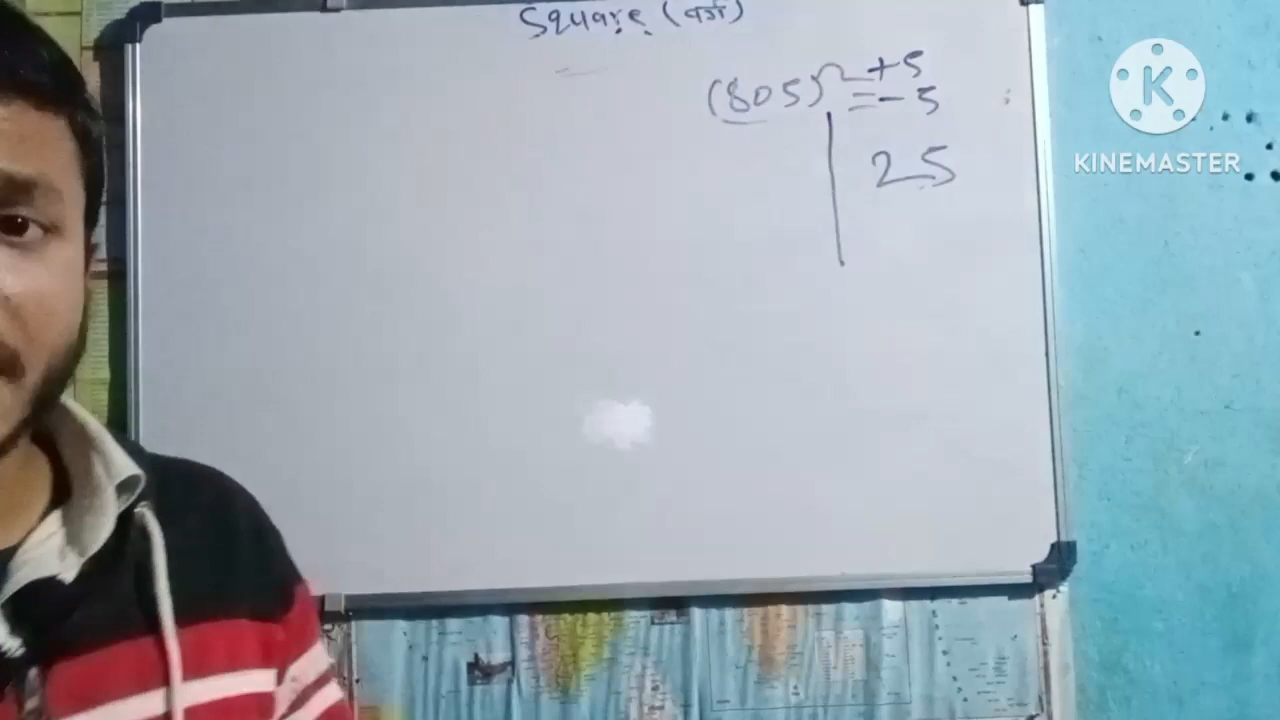 Square (वर्ग)
(805)² +5
= -5
25
K
KINEMASTER